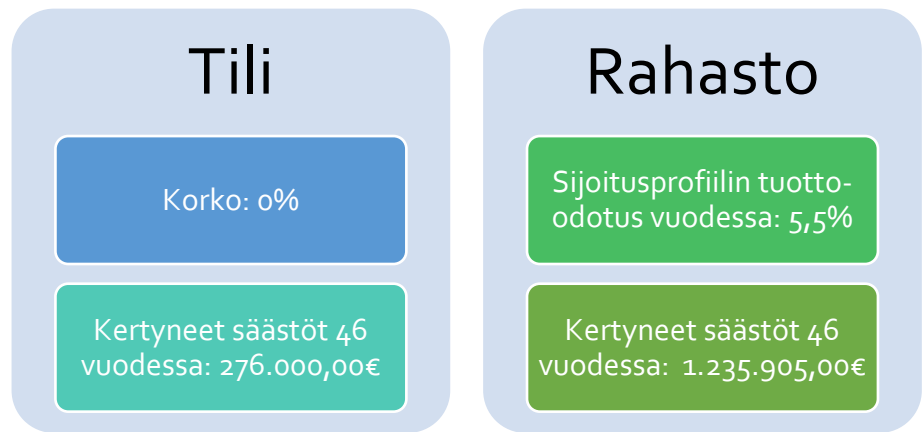 Tili
Korko: 0%
Kertyneet säästöt 46
vuodessa: 276.000,00€
Rahasto
Sijoitusprofiilin tuotto-
odotus vuodessa: 5,5%
Kertyneet säästöt 46
vuodessa: 1.235.905,00€